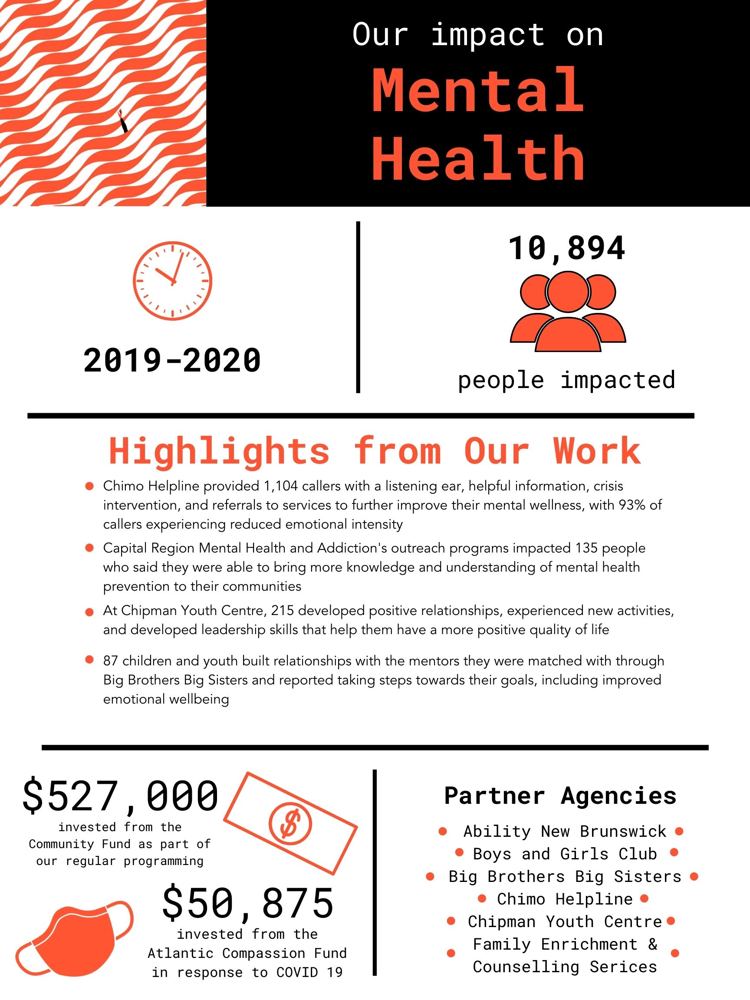 Our impact on
Mental
Health
2019-2020
10,894
people impacted
Highlights from Our Work
Chimo Helpline provided 1,104 callers with a listening ear, helpful information, crisis
intervention, and referrals to services to further improve their mental wellness, with 93% of
callers experiencing reduced emotional intensity
Capital Region Mental Health and Addiction's outreach programs impacted 135 people
who said they were able to bring more knowledge and understanding of mental health
prevention to their communities
At Chipman Youth Centre, 215 developed positive relationships, experienced new activities,
and developed leadership skills that help them have a more positive quality of life
87 children and youth built relationships with the mentors they were matched with through
Big Brothers Big Sisters and reported taking steps towards their goals, including improved
emotional wellbeing
$527,000
invested from the
Community Fund as part of
our regular programming
$
$50,875
invested from the
Atlantic Compassion Fund
in response to COVID 19
Partner Agencies
Ability New Brunswick
Boys and Girls Club
Big Brothers Big Sisters
Chimo Helpline
Chipman Youth Centre
Family Enrichment &
Counselling Serices